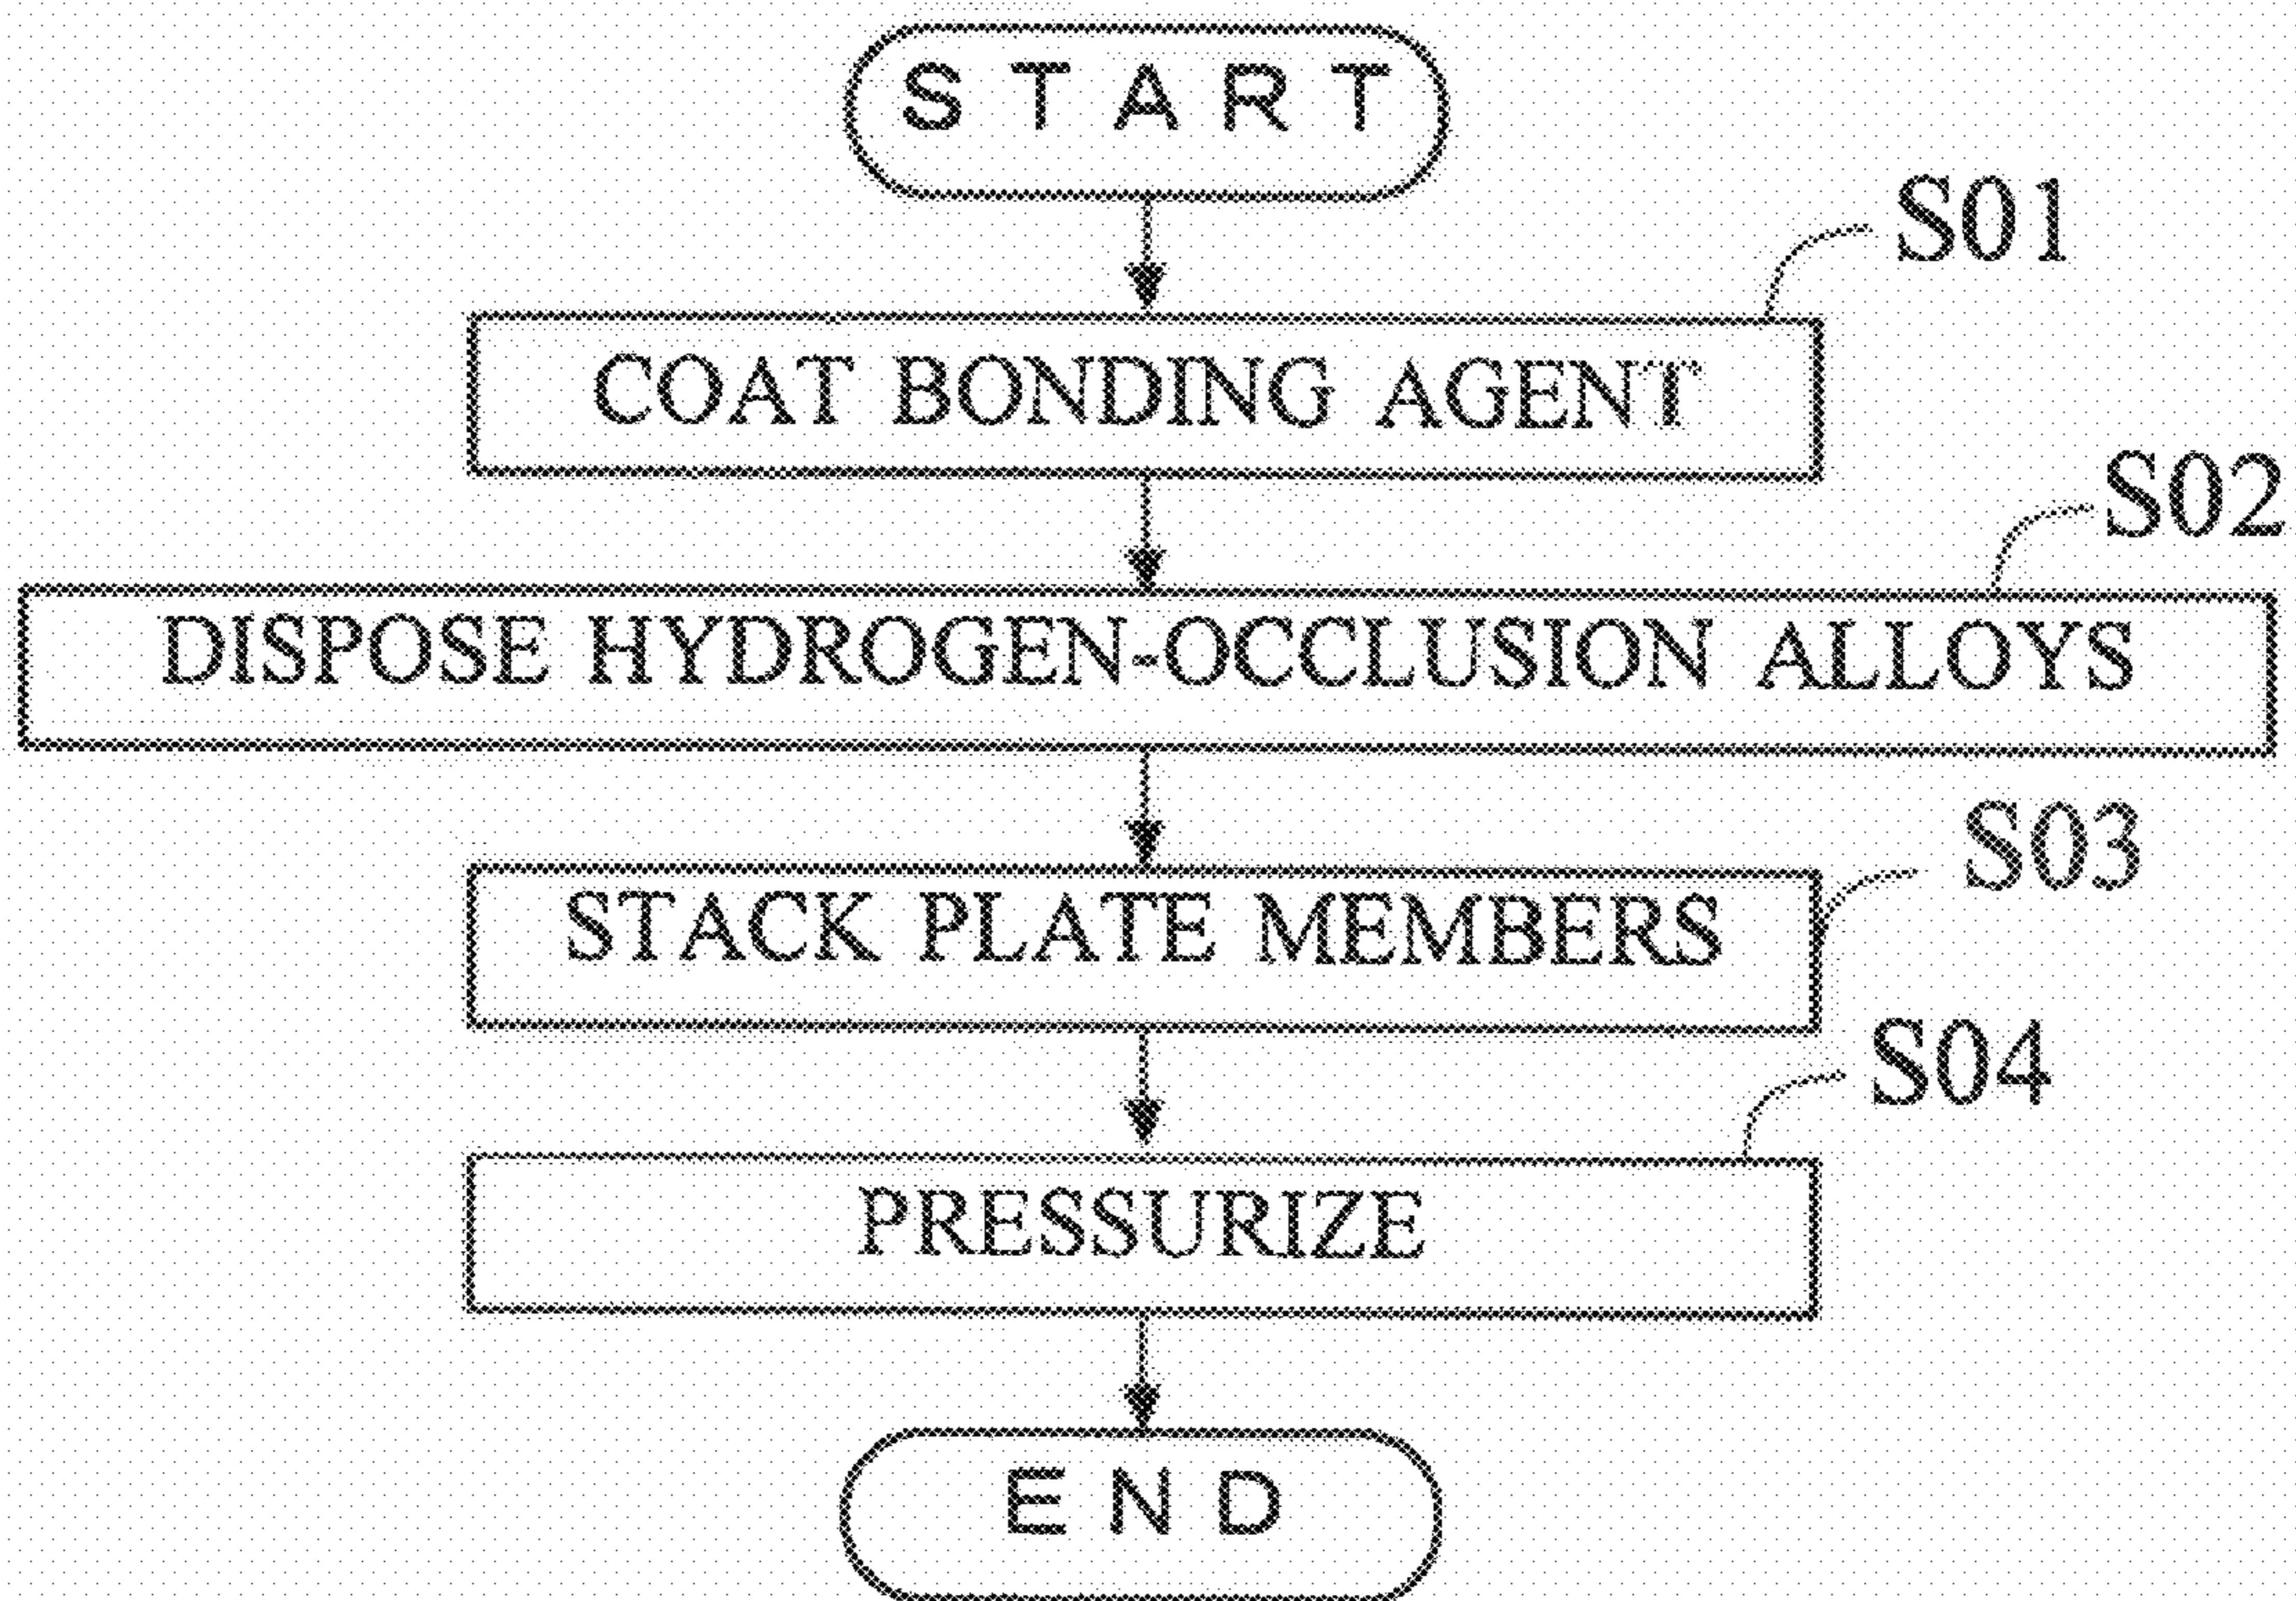 START
S01
COAT BONDING AGENT
S02
DISPOSE HYDROGEN-OCCLUSION ALLOYS
S03
STACK PLATE MEMBERS
S04
PRESSURIZE
END